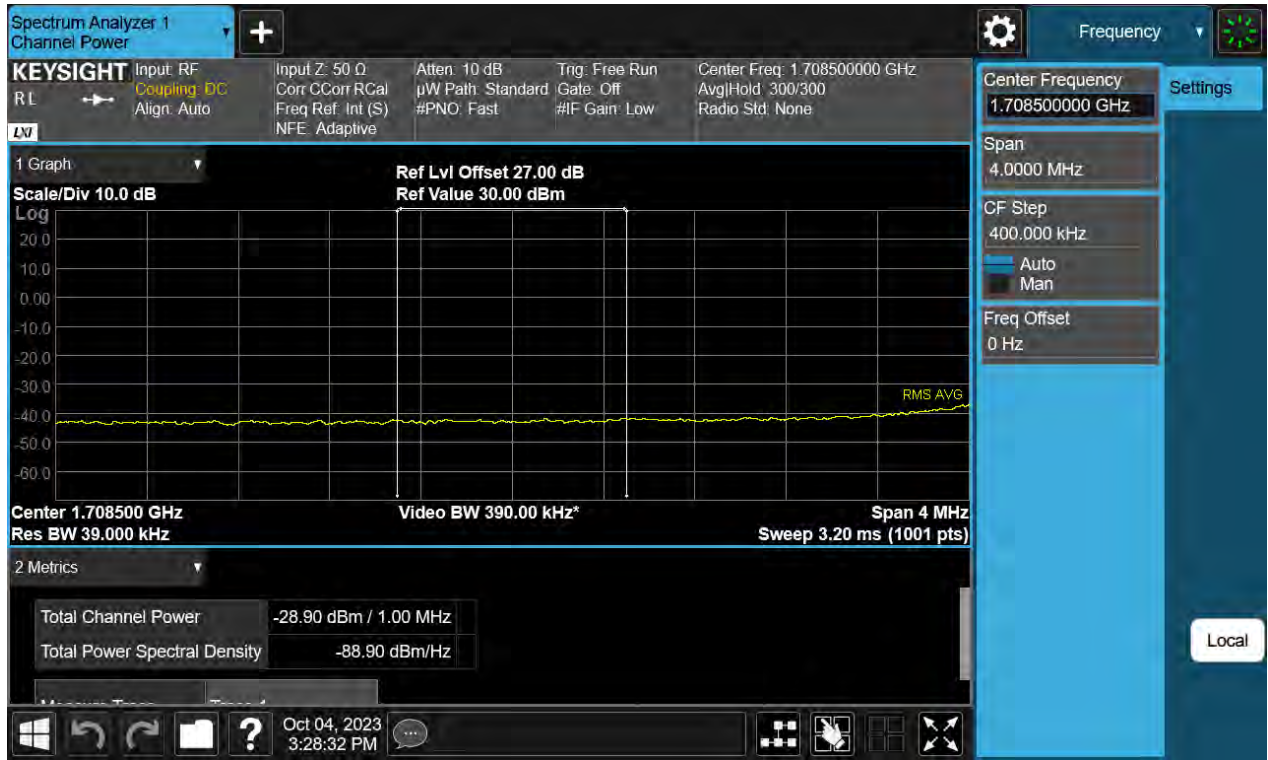 Spectrum Analyzer 1
Channel Power
+
Frequency
KEYSIGHT
RL
LXI
Input: RF
Coupling: DC
Align: Auto
Input Z: 50 Ω
Corr CCorr RCal
Freq Ref: Int (S)
NFE: Adaptive
Atten: 10 dB
µW Path: Standard
#PNO: Fast
Trig: Free Run
Gate: Off
#IF Gain: Low
Center Freq: 1.708500000 GHz
Avg|Hold: 300/300
Radio Std: None
Center Frequency
1.708500000 GHz
Settings
Span
4.0000 MHz
CF Step
400.000 kHz
Auto
Man
Freq Offset
0 Hz
Local
1 Graph
Scale/Div 10.0 dB
Ref Lvl Offset 27.00 dB
Ref Value 30.00 dBm
Log
20.0
10.0
0.00
-10.0
-20.0
-30.0
-40.0
-50.0
-60.0
RMS AVG
Center 1.708500 GHz
Video BW 390.00 kHz*
Span 4 MHz
Res BW 39.000 kHz
Sweep 3.20 ms (1001 pts)
2 Metrics
Total Channel Power -28.90 dBm / 1.00 MHz
Total Power Spectral Density -88.90 dBm/Hz
?
Oct 04, 2023
3:28:32 PM